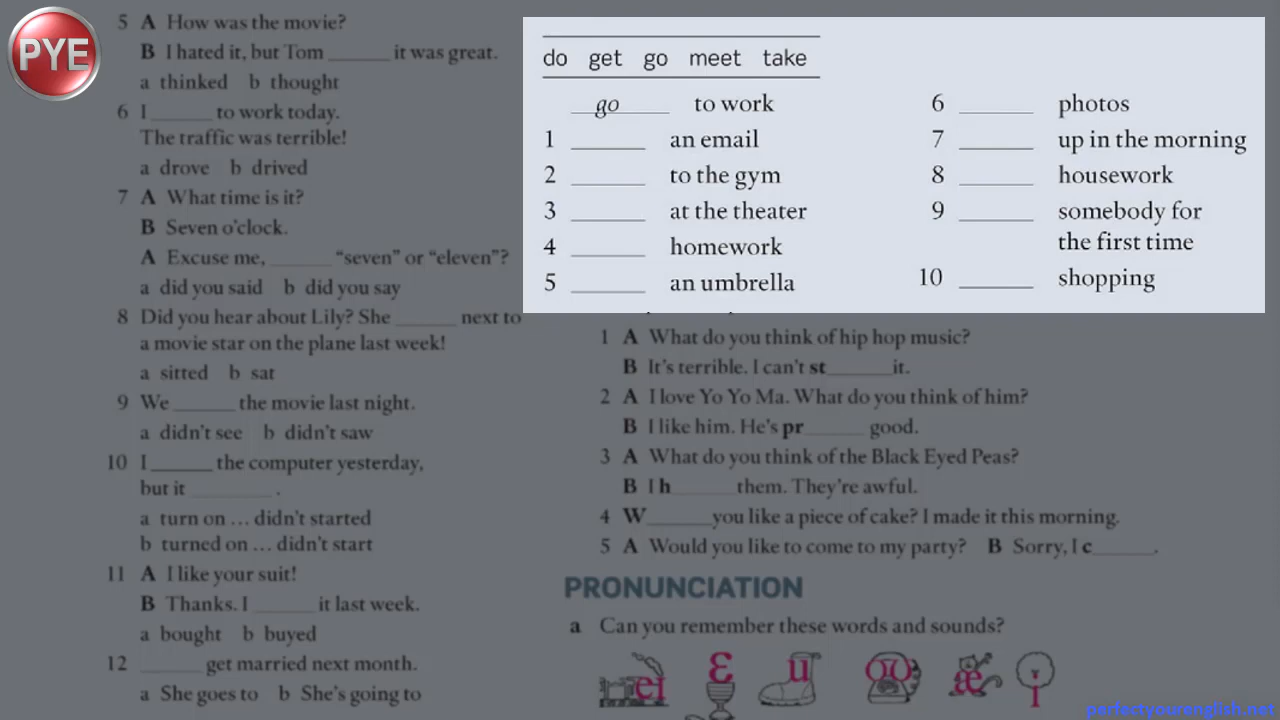 PYE
5 A How was the movie?
B I hated it, but Tom ______ it was great.
a thinked b thought
6 I ______ to work today.
The traffic was terrible!
a drove b drived
7 A What time is it?
B Seven o'clock.
A Excuse me, ______ “seven” or “eleven”?
a did you said b did you say
8 Did you hear about Lily? She ______ next to
a movie star on the plane last week!
a sitted b sat
9 We ______ the movie last night.
a didn't see b didn't saw
10 I ______ the computer yesterday,
but it ________ .
a turn on ... didn't started
b turned on ... didn't start
11 A I like your suit!
B Thanks. I ______ it last week.
a bought b buyed
12 ______ get married next month.
a She goes to b She's going to
do get go meet take
go to work
1 ______ an email
2 ______ to the gym
3 ______ at the theater
4 ______ homework
5 ______ an umbrella
6 ______ photos
7 ______ up in the morning
8 ______ housework
9 ______ somebody for
the first time
10 ______ shopping
1 A What do you think of hip hop music?
B It's terrible. I can't st______ it.
2 A I love Yo Yo Ma. What do you think of him?
B I like him. He's pr______ good.
3 A What do you think of the Black Eyed Peas?
B I h______ them. They're awful.
4 W______ you like a piece of cake? I made it this morning.
5 A Would you like to come to my party? B Sorry, I c______.
PRONUNCIATION
a Can you remember these words and sounds?
eɪ ɛ u ou æ ɪ
perfectyourenglish.net